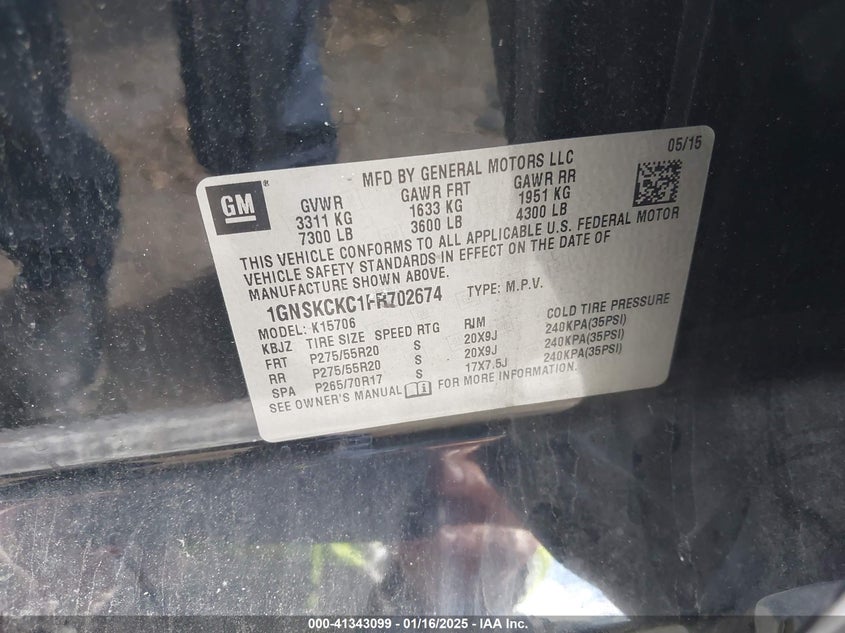 MFD BY GENERAL MOTORS LLC
05/15
GM®
GVWR GAWR FRT GAWR RR
3311 KG 1633 KG 1951 KG
7300 LB 3600 LB 4300 LB
THIS VEHICLE CONFORMS TO ALL APPLICABLE U.S. FEDERAL MOTOR
VEHICLE SAFETY STANDARDS IN EFFECT ON THE DATE OF
MANUFACTURE SHOWN ABOVE.
1GNSKCKC1FR702674 TYPE: M.P.V.
MODEL: K15706
KBJZ TIRE SIZE SPEED RTG RIM COLD TIRE PRESSURE
FRT P275/55R20 S 20X9J 240KPA(35PSI)
RR P275/55R20 S 20X9J 240KPA(35PSI)
SPA P265/70R17 S 17X7.5J 240KPA(35PSI)
SEE OWNER'S MANUAL FOR MORE INFORMATION.
000-41343099 - 01/16/2025 - IAA Inc.